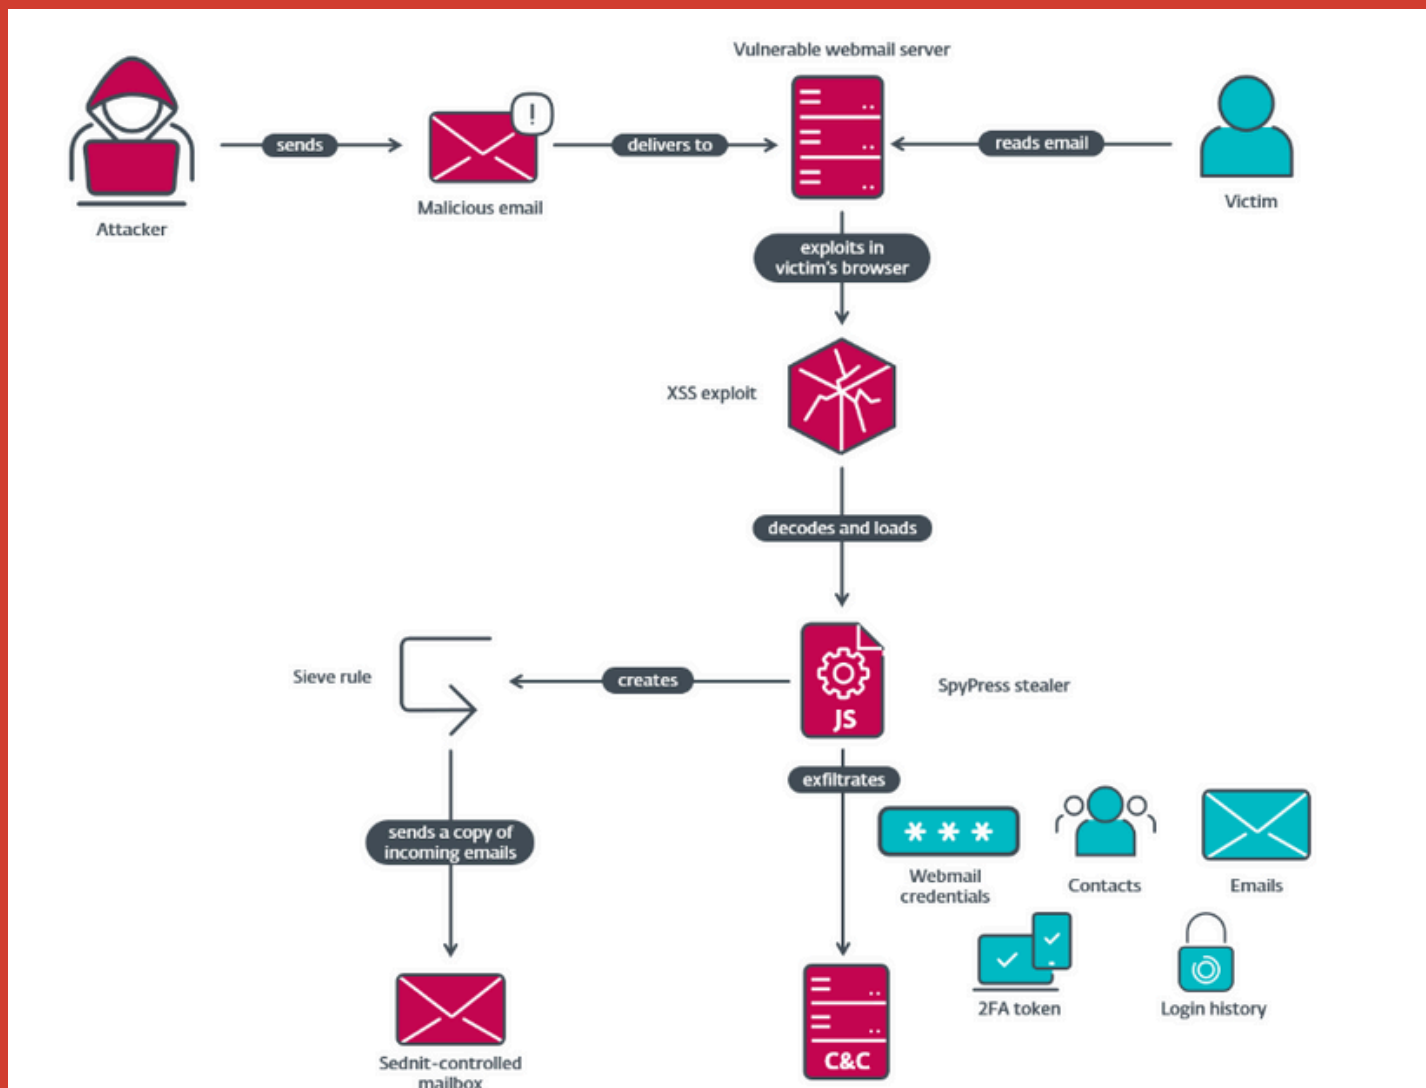 Vulnerable webmail server
!
sends
delivers to
reads email
Attacker
Malicious email
Victim
exploits in
victim's browser
XSS exploit
decodes and loads
Sieve rule
creates
JS
SpyPress stealer
exfiltrates
sends a copy of
incoming emails
***
Webmail
credentials
Contacts
Emails
2FA token
Login history
Sednit-controlled
mailbox
C&C